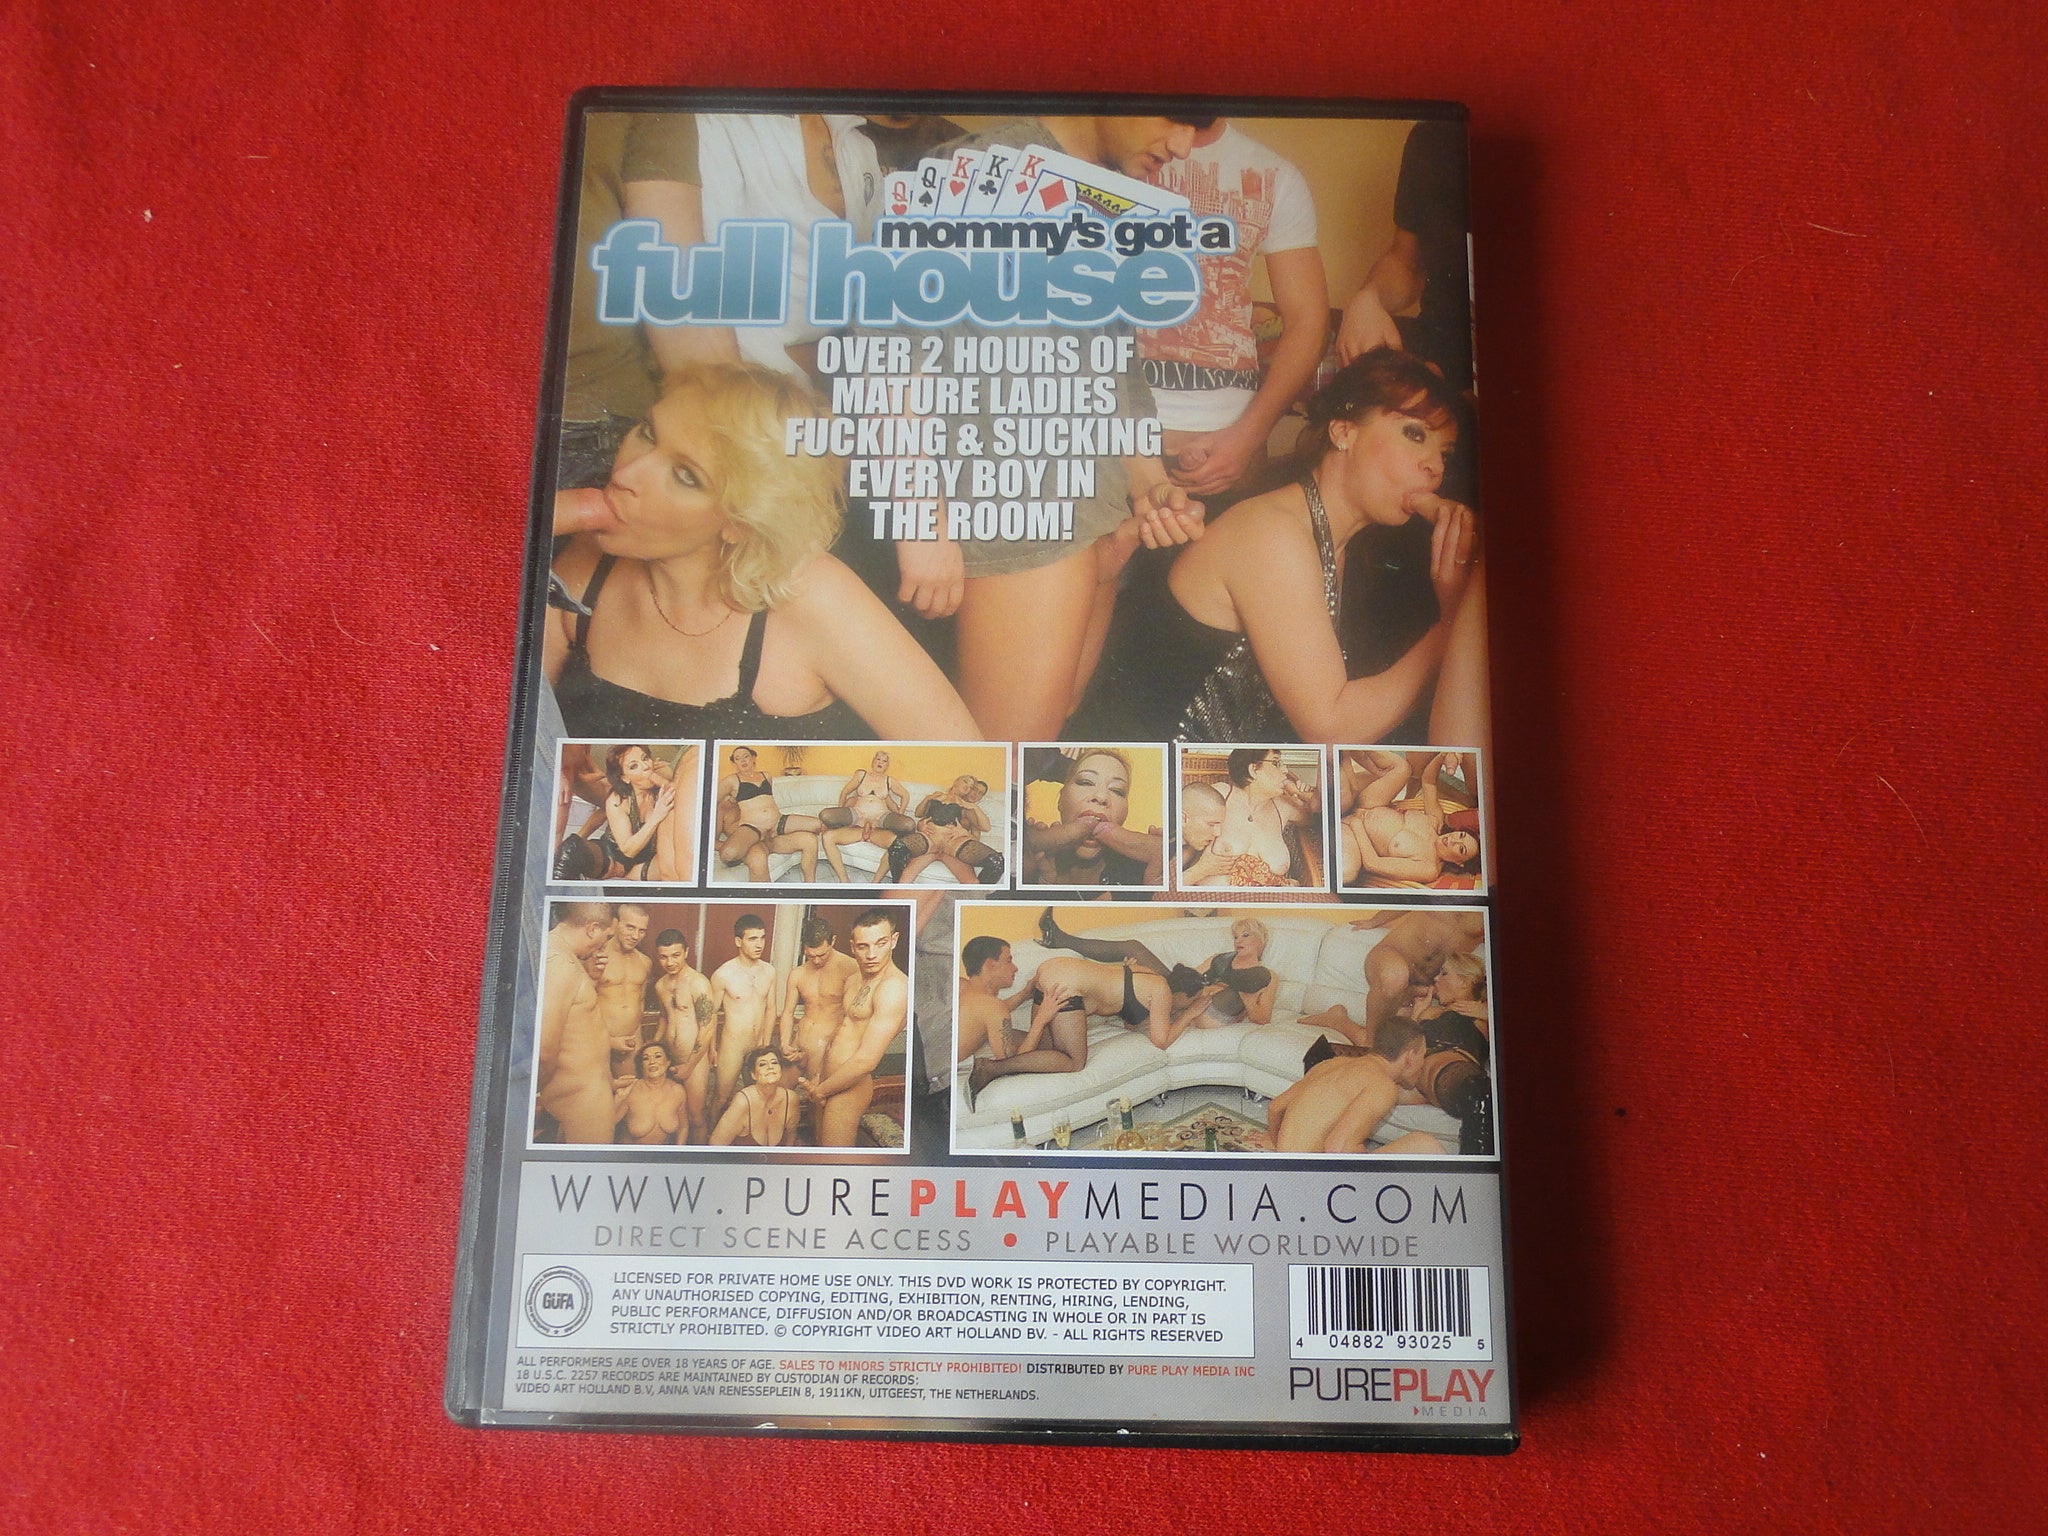 Q Q K K K
mommy's got a
full house
OVER 2 HOURS OF
MATURE LADIES
FUCKING & SUCKING
EVERY BOY IN
THE ROOM!
WWW.PUREPLAYMEDIA.COM
DIRECT SCENE ACCESS • PLAYABLE WORLDWIDE
GÜFA
LICENSED FOR PRIVATE HOME USE ONLY. THIS DVD WORK IS PROTECTED BY COPYRIGHT.
ANY UNAUTHORISED COPYING, EDITING, EXHIBITION, RENTING, HIRING, LENDING,
PUBLIC PERFORMANCE, DIFFUSION AND/OR BROADCASTING IN WHOLE OR IN PART IS
STRICTLY PROHIBITED. © COPYRIGHT VIDEO ART HOLLAND BV. - ALL RIGHTS RESERVED
4 04882 93025 5
ALL PERFORMERS ARE OVER 18 YEARS OF AGE. SALES TO MINORS STRICTLY PROHIBITED! DISTRIBUTED BY PURE PLAY MEDIA INC
18 U.S.C. 2257 RECORDS ARE MAINTAINED BY CUSTODIAN OF RECORDS:
VIDEO ART HOLLAND B.V, ANNA VAN RENESSEPLEIN 8, 1911KN, UITGEEST, THE NETHERLANDS.
PUREPLAY
MEDIA